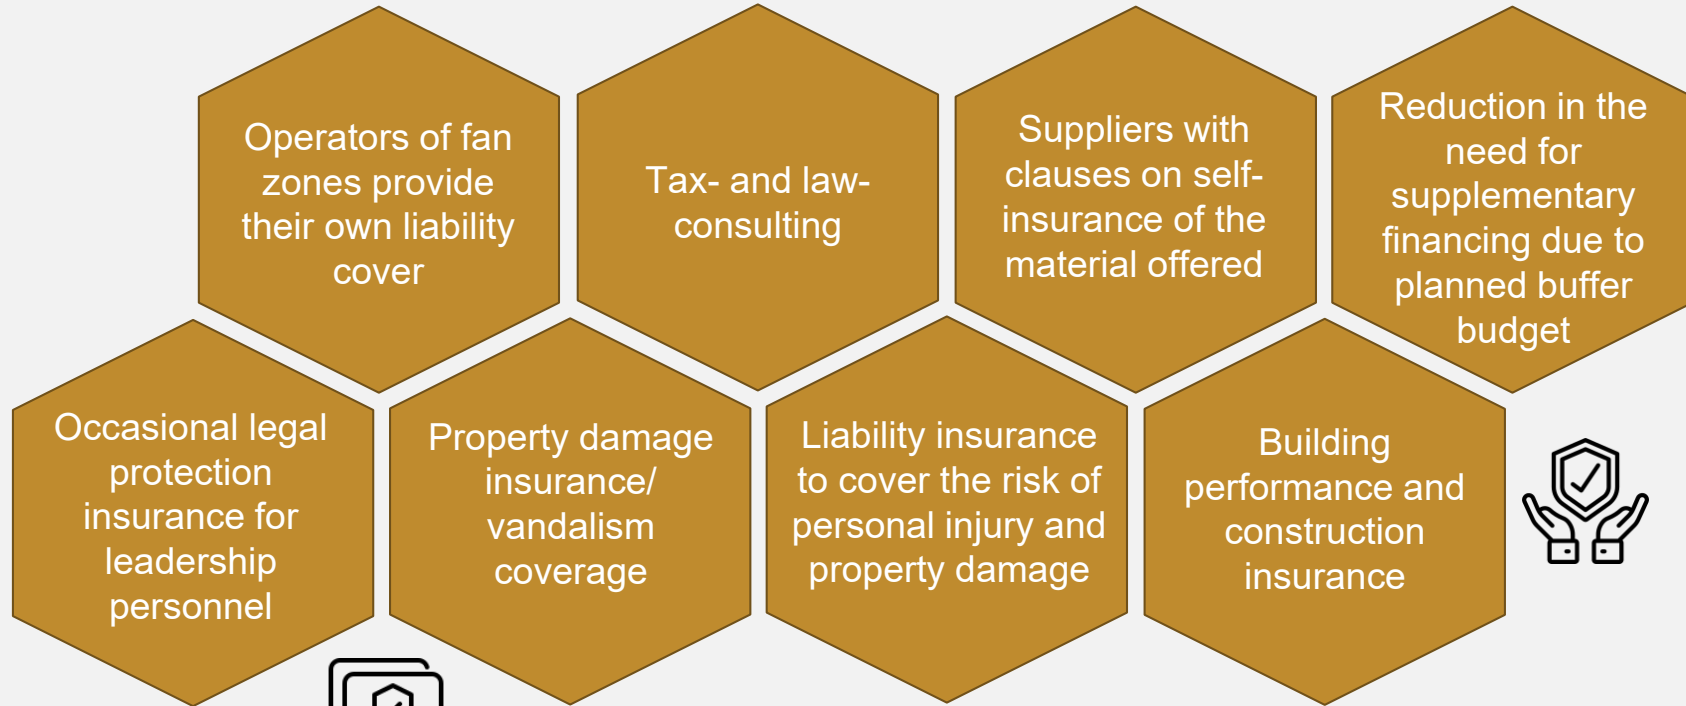 Operators of fan
zones provide
their own liability
cover
Tax- and law-
consulting
Suppliers with
clauses on self-
insurance of the
material offered
Reduction in the
need for
supplementary
financing due to
planned buffer
budget
Occasional legal
protection
insurance for
leadership
personnel
Property damage
insurance/
vandalism
coverage
Liability insurance
to cover the risk of
personal injury and
property damage
Building
performance and
construction
insurance